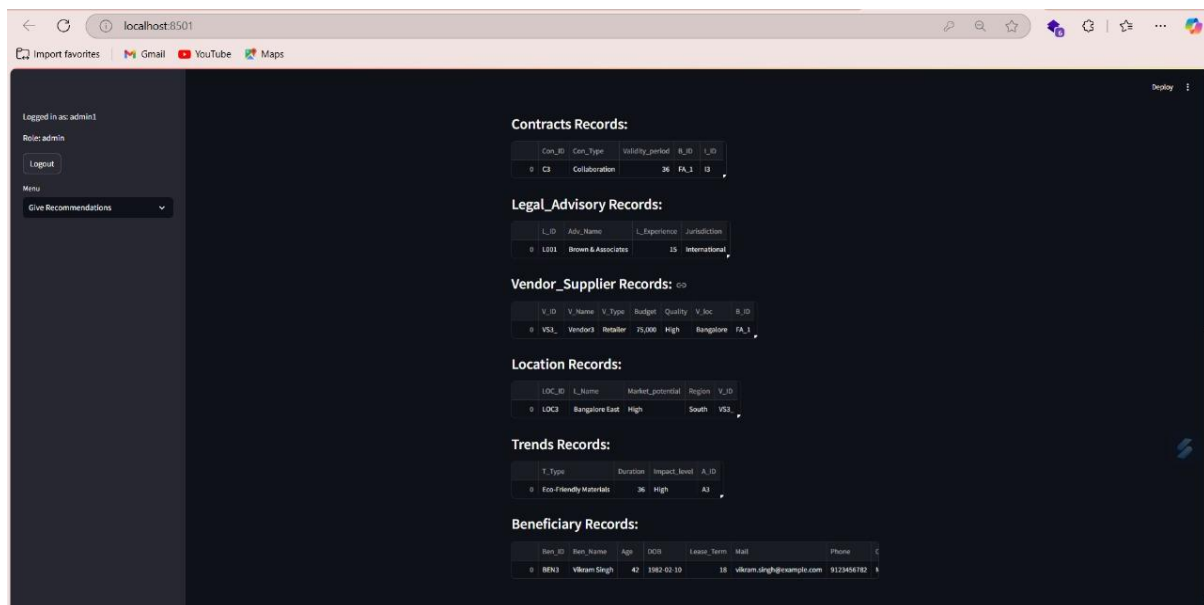 localhost:8501
Import favorites Gmail YouTube Maps
Deploy
Logged in as: admin1
Role: admin
Logout
Menu
Give Recommendations
Contracts Records:
Con_ID Con_Type Validity_period B_ID I_ID
0 C3 Collaboration 36 FA_1 I3
Legal_Advisory Records:
L_ID Adv_Name L_Experience Jurisdiction
0 L001 Brown & Associates 15 International
Vendor_Supplier Records:
V_ID V_Name V_Type Budget Quality V_loc B_ID
0 VS3_ Vendor3 Retailer 75,000 High Bangalore FA_1
Location Records:
LOC_ID L_Name Market_potential Region V_ID
0 LOC3 Bangalore East High South VS3_
Trends Records:
T_Type Duration Impact_level A_ID
0 Eco-Friendly Materials 36 High A3
Beneficiary Records:
Ben_ID Ben_Name Age DOB Lease_Term Mail Phone
0 BEN3 Vikram Singh 42 1982-02-10 18 vikram.singh@example.com 9123456782